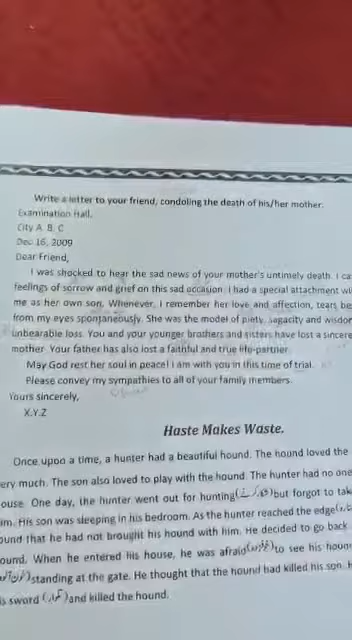 Write a letter to your friend, condoling the death of his/her mother.
Examination Hall,
City A. B. C
Dec 16, 2009
Dear Friend,
I was shocked to hear the sad news of your mother's untimely death. I ca
feelings of sorrow and grief on this sad occasion. I had a special attachment wi
me as her own son. Whenever, I remember her love and affection, tears be
from my eyes spontaneously. She was the model of piety, sagacity and wisdor
unbearable loss. You and your younger brothers and sisters have lost a sincere
mother. Your father has also lost a faithful and true life-partner.
May God rest her soul in peace! I am with you in this time of trial.
Please convey my sympathies to all of your family members.
Yours sincerely,
X.Y.Z
Haste Makes Waste.
Once upon a time, a hunter had a beautiful hound. The hound loved the
ery much. The son also loved to play with the hound. The hunter had no one
ouse. One day, the hunter went out for hunting but forgot to tak
im. His son was sleeping in his bedroom. As the hunter reached the edge
ound that he had not brought his hound with him. He decided to go back
ound. When he entered his house, he was afraid to see his houn
standing at the gate. He thought that the hound had killed his son. H
is sword and killed the hound.